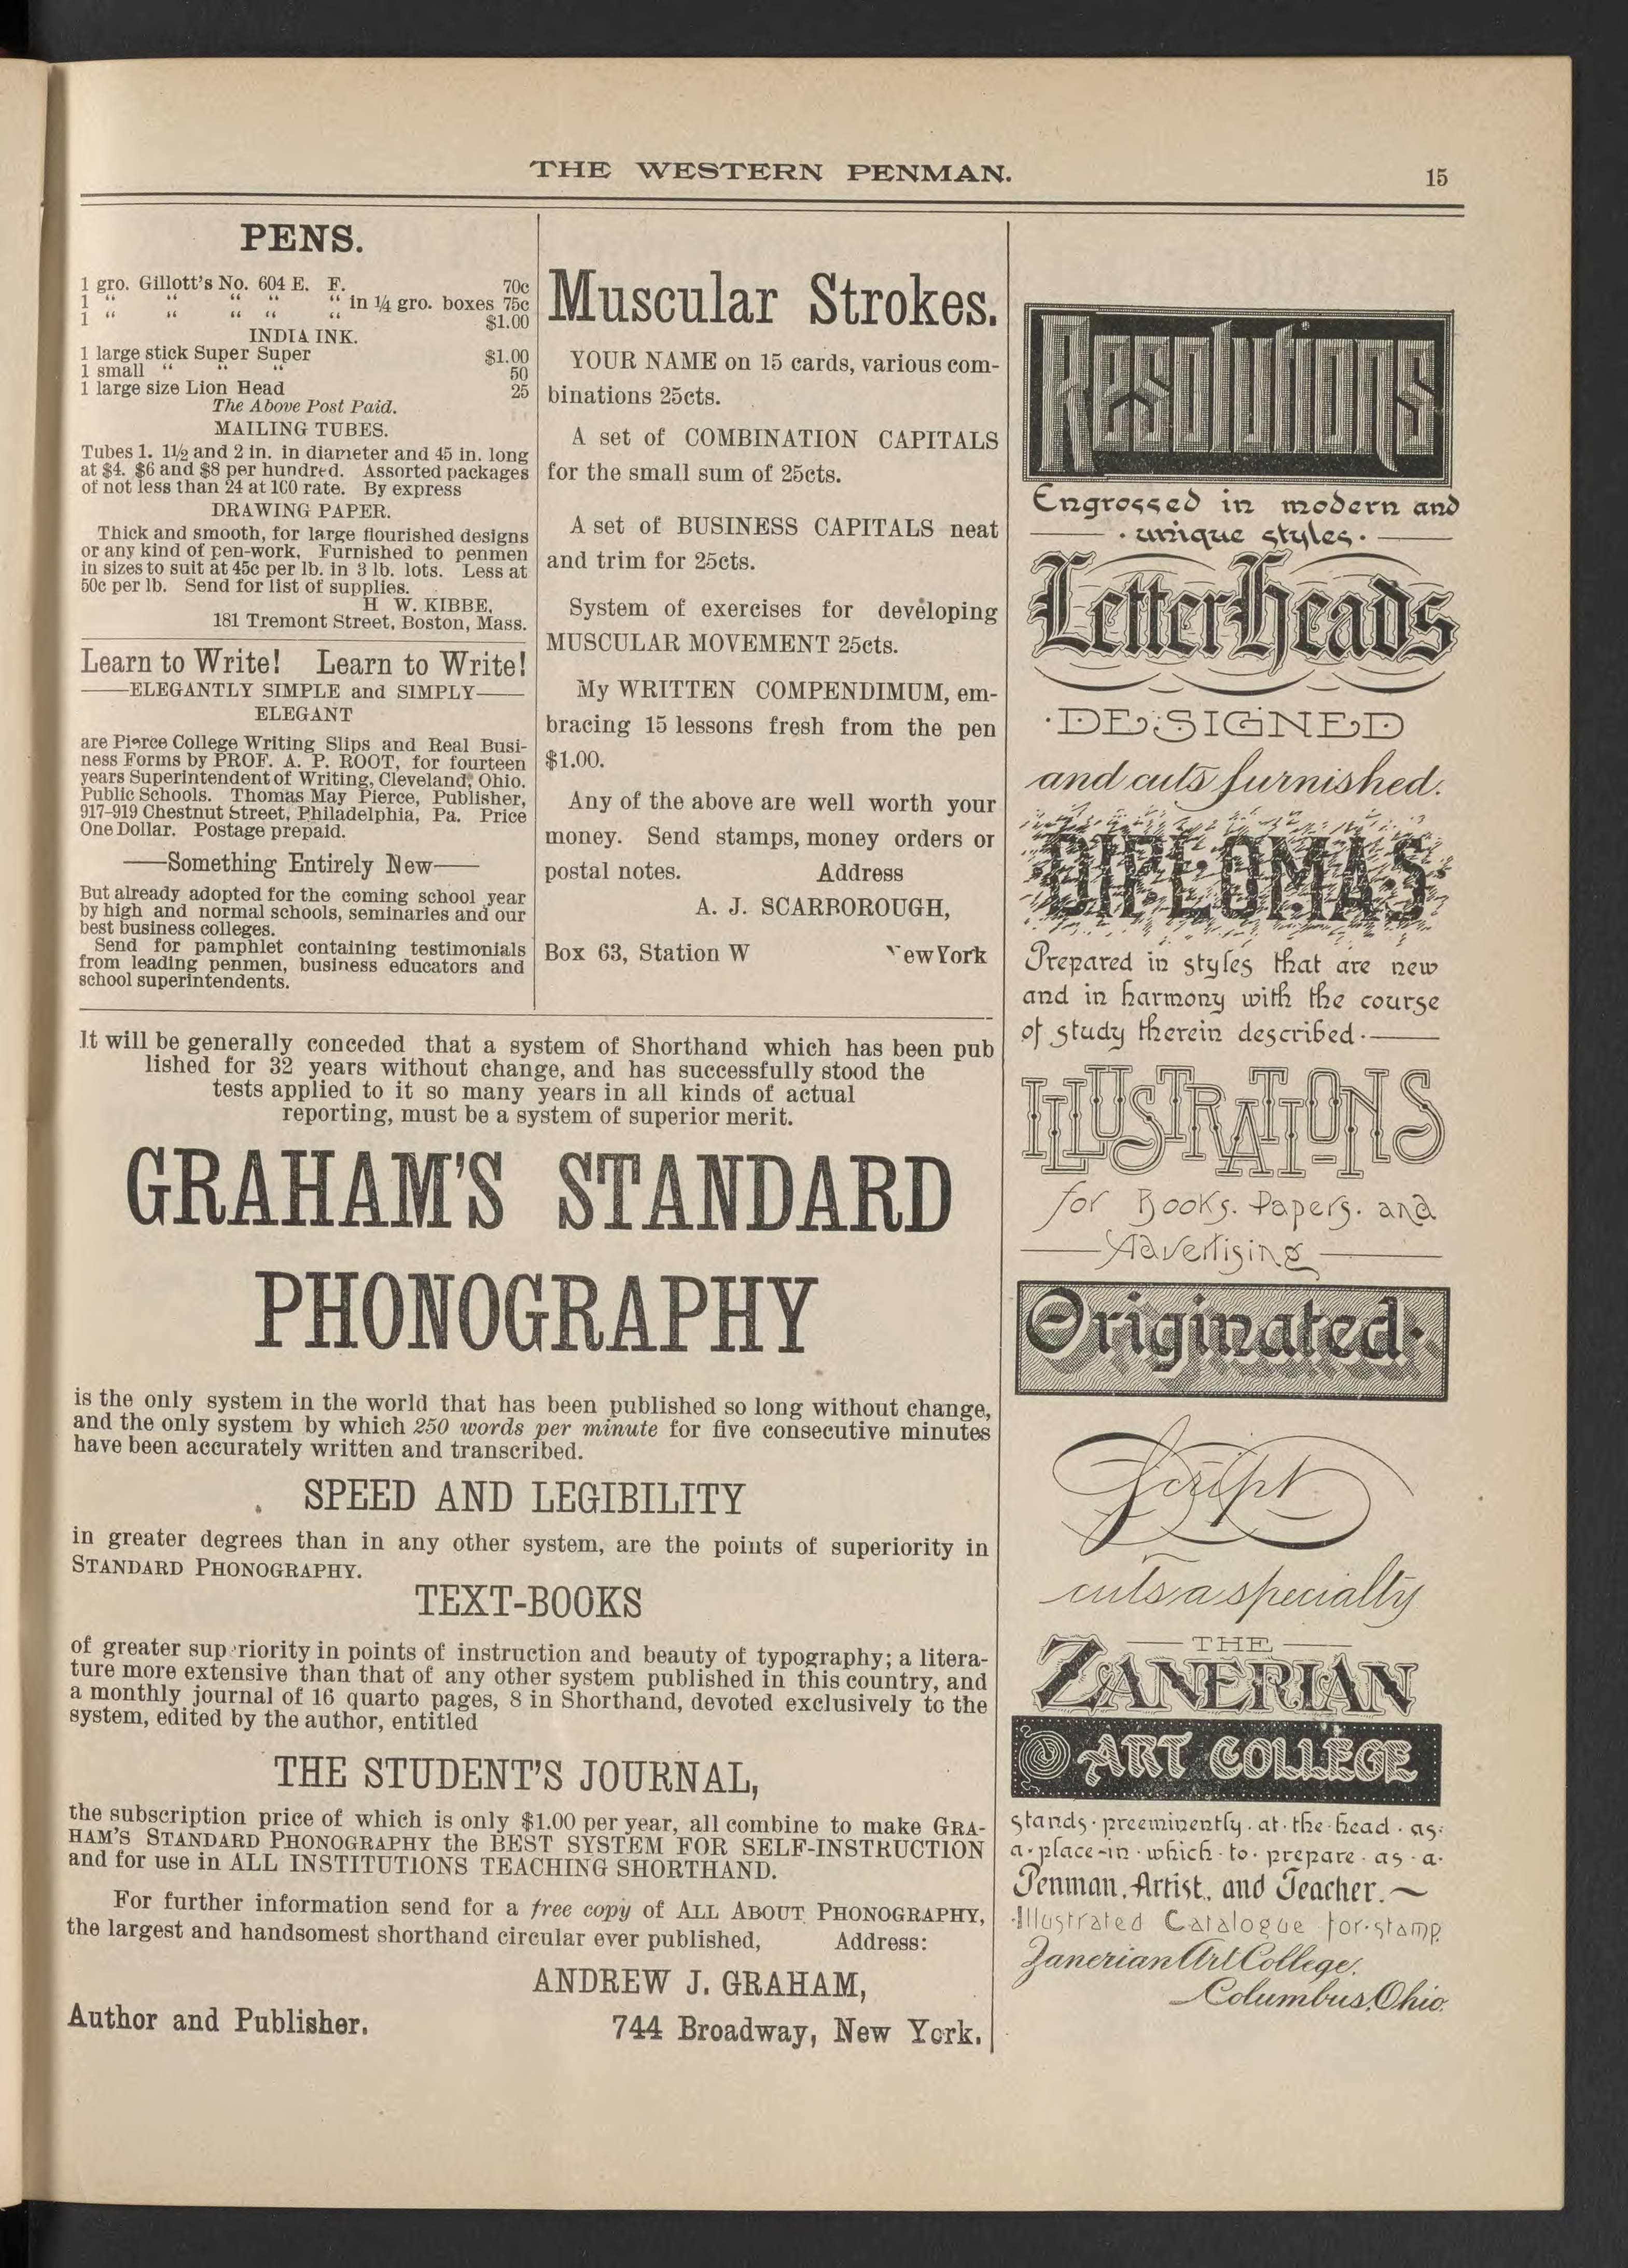 THE WESTERN PENMAN.
15
PENS.
1 gro. Gillott's No. 604 E. F. 70c
1 " " " " " in ¼ gro. boxes 75c
1 " " " " " $1.00
INDIA INK.
1 large stick Super Super $1.00
1 small " " " 50
1 large size Lion Head 25
The Above Post Paid.
MAILING TUBES.
Tubes 1. 1½ and 2 in. in diameter and 45 in. long
at $4. $6 and $8 per hundred. Assorted packages
of not less than 24 at 100 rate. By express
DRAWING PAPER.
Thick and smooth, for large flourished designs
or any kind of pen-work, Furnished to penmen
in sizes to suit at 45c per lb. in 3 lb. lots. Less at
50c per lb. Send for list of supplies.
H W. KIBBE,
181 Tremont Street, Boston, Mass.
Learn to Write! Learn to Write!
——ELEGANTLY SIMPLE and SIMPLY——
ELEGANT
are Pierce College Writing Slips and Real Busi-
ness Forms by PROF. A. P. ROOT, for fourteen
years Superintendent of Writing, Cleveland, Ohio.
Public Schools. Thomas May Pierce, Publisher,
917-919 Chestnut Street, Philadelphia, Pa. Price
One Dollar. Postage prepaid.
——Something Entirely New——
But already adopted for the coming school year
by high and normal schools, seminaries and our
best business colleges.
Send for pamphlet containing testimonials
from leading penmen, business educators and
school superintendents.
Muscular Strokes.
YOUR NAME on 15 cards, various com-
binations 25cts.
A set of COMBINATION CAPITALS
for the small sum of 25cts.
A set of BUSINESS CAPITALS neat
and trim for 25cts.
System of exercises for developing
MUSCULAR MOVEMENT 25cts.
My WRITTEN COMPENDIMUM, em-
bracing 15 lessons fresh from the pen
$1.00.
Any of the above are well worth your
money. Send stamps, money orders or
postal notes. Address
A. J. SCARBOROUGH,
Box 63, Station W ewYork
It will be generally conceded that a system of Shorthand which has been pub
lished for 32 years without change, and has successfully stood the
tests applied to it so many years in all kinds of actual
reporting, must be a system of superior merit.
GRAHAM'S STANDARD
PHONOGRAPHY
is the only system in the world that has been published so long without change,
and the only system by which 250 words per minute for five consecutive minutes
have been accurately written and transcribed.
SPEED AND LEGIBILITY
in greater degrees than in any other system, are the points of superiority in
STANDARD PHONOGRAPHY.
TEXT-BOOKS
of greater sup riority in points of instruction and beauty of typography; a litera-
ture more extensive than that of any other system published in this country, and
a monthly journal of 16 quarto pages, 8 in Shorthand, devoted exclusively to the
system, edited by the author, entitled
THE STUDENT'S JOURNAL,
the subscription price of which is only $1.00 per year, all combine to make GRA-
HAM'S STANDARD PHONOGRAPHY the BEST SYSTEM FOR SELF-INSTRUCTION
and for use in ALL INSTITUTIONS TEACHING SHORTHAND.
For further information send for a free copy of ALL ABOUT PHONOGRAPHY,
the largest and handsomest shorthand circular ever published, Address:
ANDREW J. GRAHAM,
Author and Publisher. 744 Broadway, New York.
Resolutions
Engrossed in modern and
unique styles.
Letter Heads
DESIGNED
and cuts furnished.
DIPLOMAS
Prepared in styles that are new
and in harmony with the course
of study therein described.
ILLUSTRATIONS
for Books. Papers. and
Advertising
Originated.
Script
cuts a specialty
THE
ZANERIAN
ART COLLEGE
stands · preeminently · at · the · head · as ·
a · place-in · which · to · prepare · as · a ·
Penman, Artist, and Teacher.
Illustrated Catalogue for stamp.
Zanerian Art College.
Columbus, Ohio.